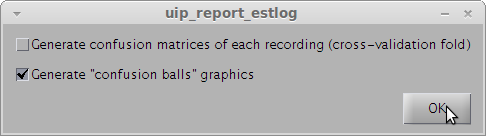 uip_report_estlog
Generate confusion matrices of each recording (cross-validation fold)
Generate "confusion balls" graphics
OK